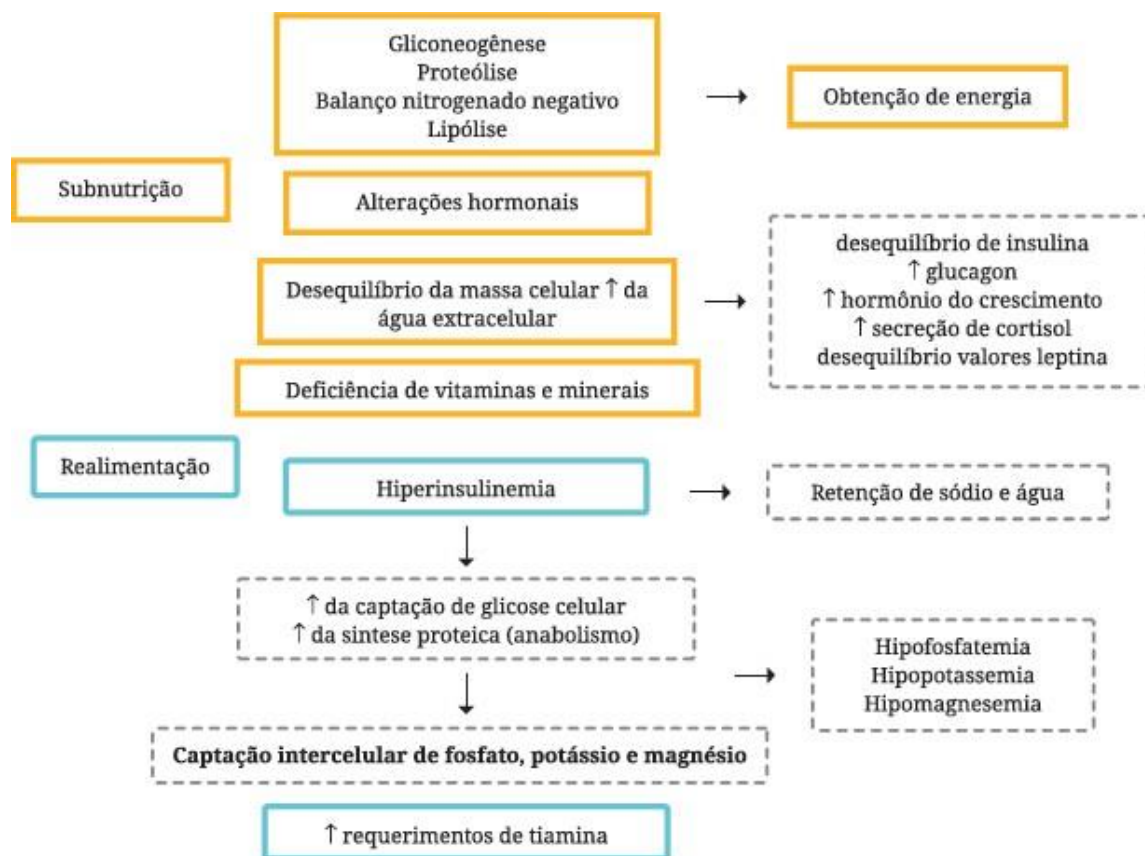 Gliconeogênese
Proteólise
Balanço nitrogenado negativo
Lipólise
Obtenção de energia
Subnutrição
Alterações hormonais
Desequilíbrio da massa celular ↑ da
água extracelular
desequilíbrio de insulina
↑ glucagon
↑ hormônio do crescimento
↑ secreção de cortisol
desequilíbrio valores leptina
Deficiência de vitaminas e minerais
Realimentação
Hiperinsulinemia
Retenção de sódio e água
↑ da captação de glicose celular
↑ da sintese proteica (anabolismo)
Hipofosfatemia
Hipopotassemia
Hipomagnesemia
Captação intercelular de fosfato, potássio e magnésio
↑ requerimentos de tiamina